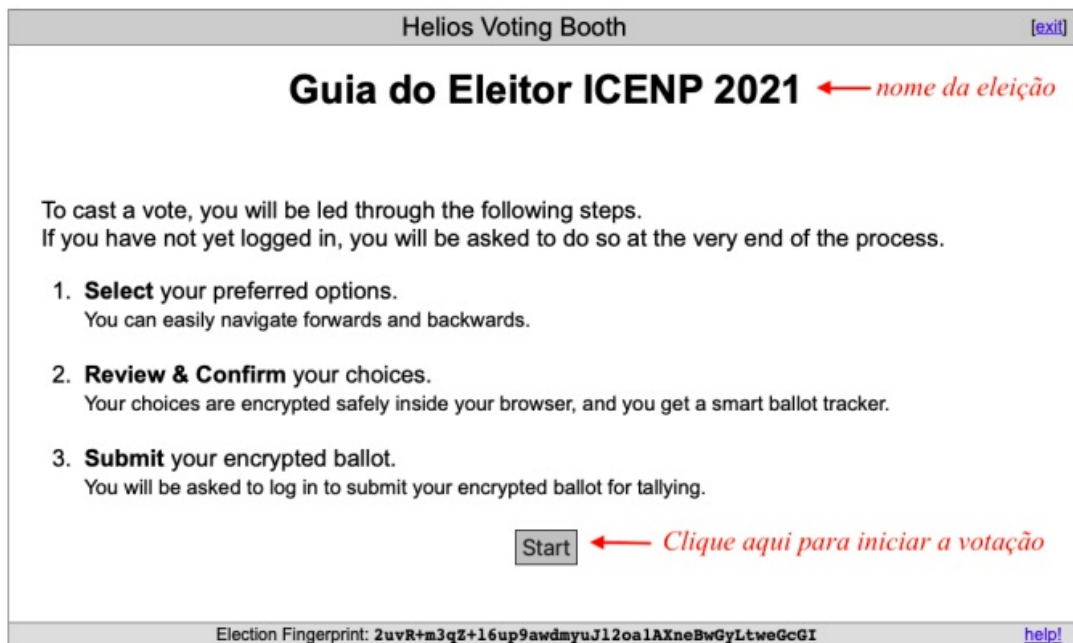 Helios Voting Booth [exit]
Guia do Eleitor ICENP 2021 nome da eleição
To cast a vote, you will be led through the following steps.
If you have not yet logged in, you will be asked to do so at the very end of the process.
1. Select your preferred options.
You can easily navigate forwards and backwards.
2. Review & Confirm your choices.
Your choices are encrypted safely inside your browser, and you get a smart ballot tracker.
3. Submit your encrypted ballot.
You will be asked to log in to submit your encrypted ballot for tallying.
Start Clique aqui para iniciar a votação
Election Fingerprint: 2uvR+m3qZ+16up9awdmyuJ12oa1AXneBwGyLtweGcGI help!